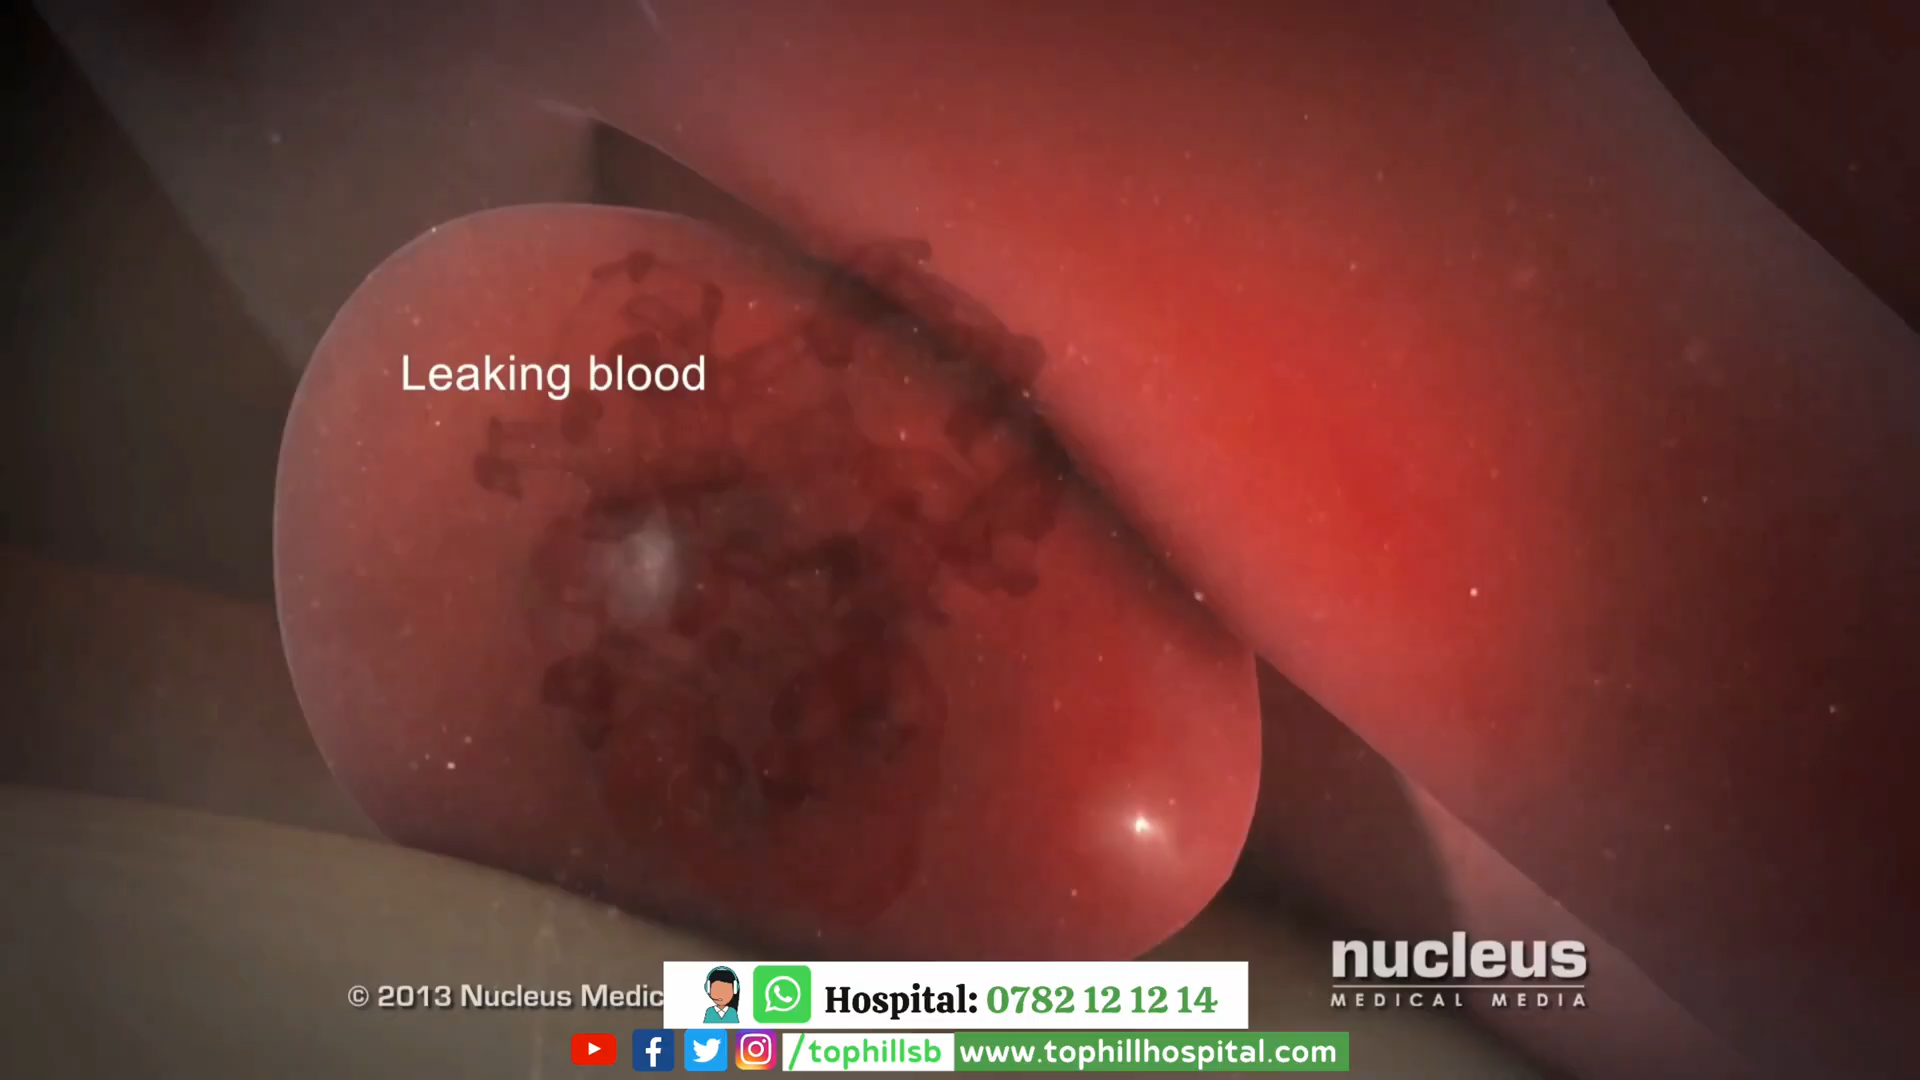 Leaking blood
nucleus
MEDICAL MEDIA
© 2013 Nucleus Medic
Hospital: 0782 12 12 14
/tophillsb www.tophillhospital.com